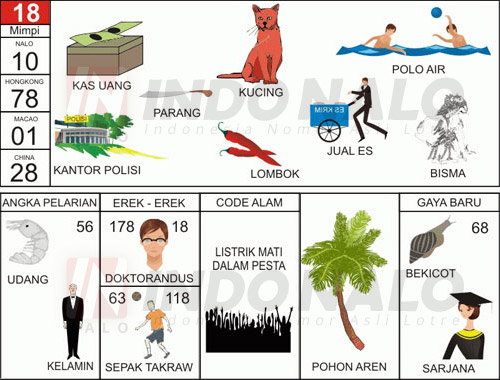 18
Mimpi
NALO
10
HONGKONG
78
MACAO
01
CHINA
28
KAS UANG
KUCING
POLO AIR
PARANG
POLISI
KANTOR POLISI
LOMBOK
ES KRIM
JUAL ES
BISMA
INDONALO
Indonesia Nomor Asli Lotre
ANGKA PELARIAN
56
UDANG
KELAMIN
EREK - EREK
178 18
DOKTORANDUS
63 118
SEPAK TAKRAW
CODE ALAM
LISTRIK MATI
DALAM PESTA
POHON AREN
GAYA BARU
68
BEKICOT
SARJANA
INDONALO